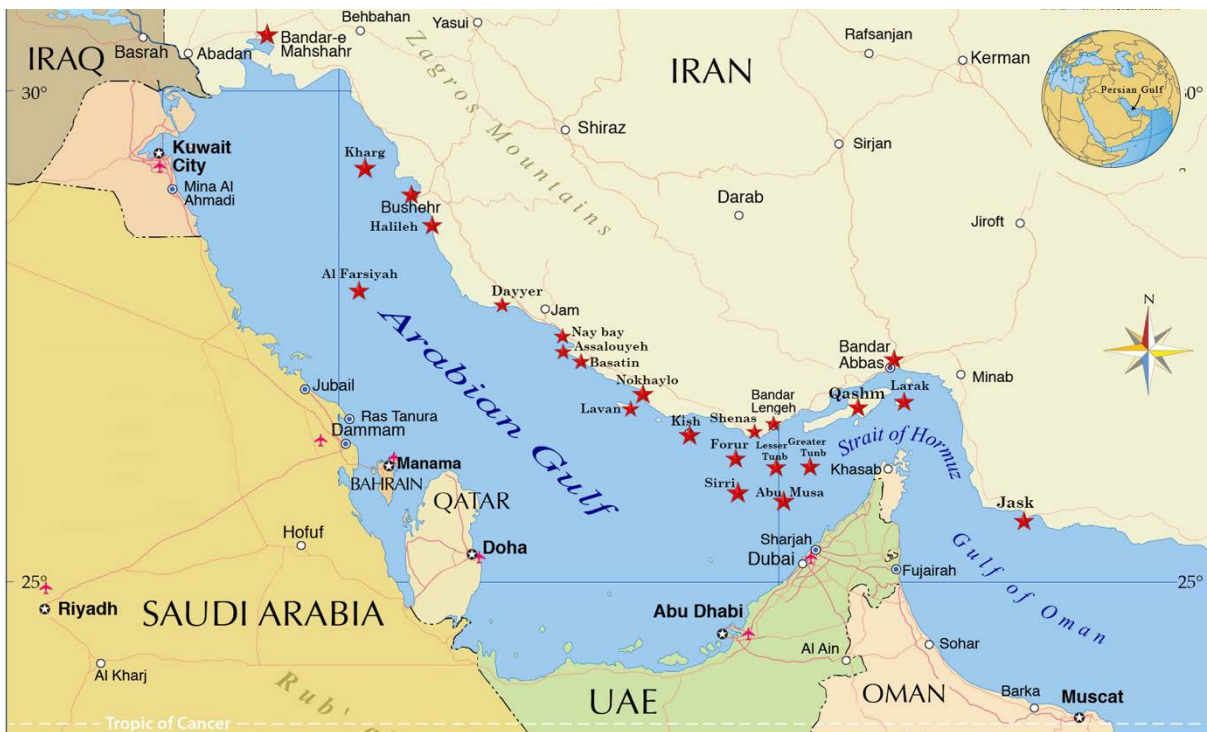 Behbahan
Yasui
Rafsanjan
Kerman
IRAQ
Basrah
Abadan
Bandar-e
Mahshahr
IRAN
Persian Gulf
30°
Zagros Mountains
Shiraz
Sirjan
Kuwait
City
Mina Al
Ahmadi
Kharg
Bushehr
Halileh
Darab
Jiroft
Al Farsiyah
Dayyer
Jam
N
Nay bay
Assalouyeh
Basatin
Bandar
Abbas
Minab
Arabian Gulf
Jubail
Nokhaylo
Lavan
Bandar
Lengeh
Qashm
Larak
Ras Tanura
Dammam
Kish
Shenas
Strait of Hormuz
Forur
Lesser
Tunb
Greater
Tunb
Khasab
Manama
BAHRAIN
QATAR
Sirri
Abu Musa
Jask
Hofuf
Doha
Sharjah
Dubai
Fujairah
Gulf of Oman
25°
25°
Riyadh
SAUDI ARABIA
Abu Dhabi
Al Ain
Sohar
Al Kharj
Rub'
UAE
OMAN
Barka
Muscat
Tropic of Cancer